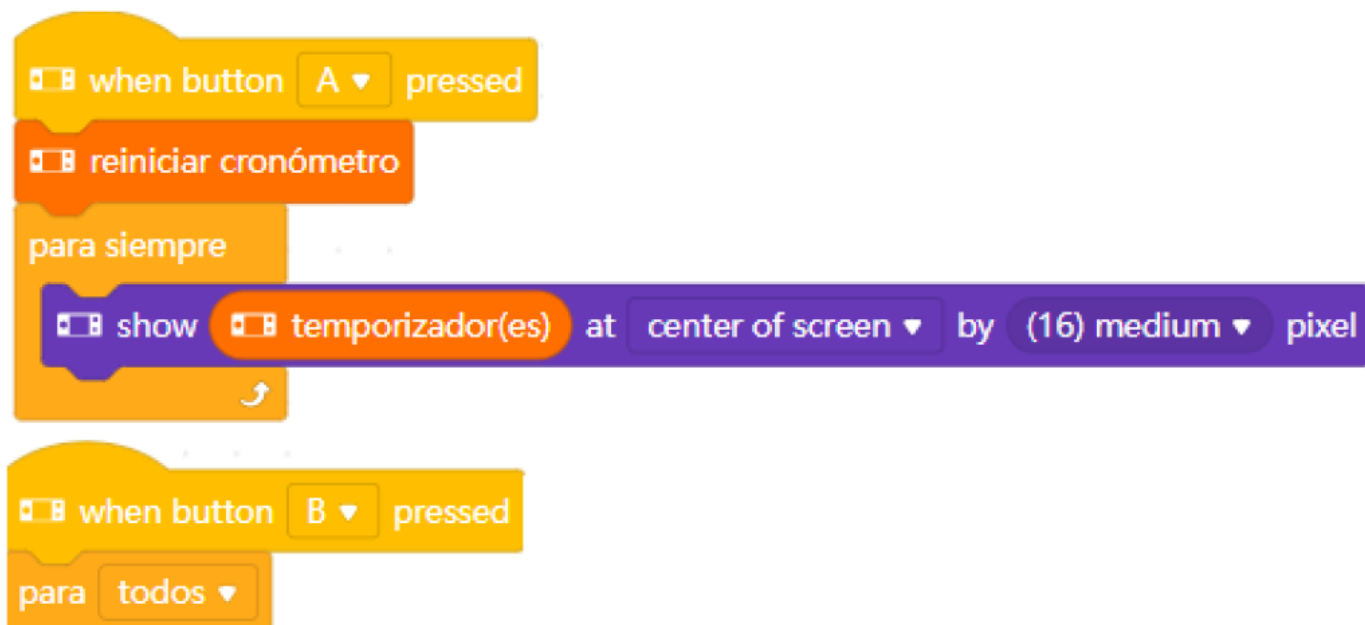 when button A pressed
reiniciar cronómetro
para siempre
show temporizador(es) at center of screen by (16) medium pixel
when button B pressed
para todos